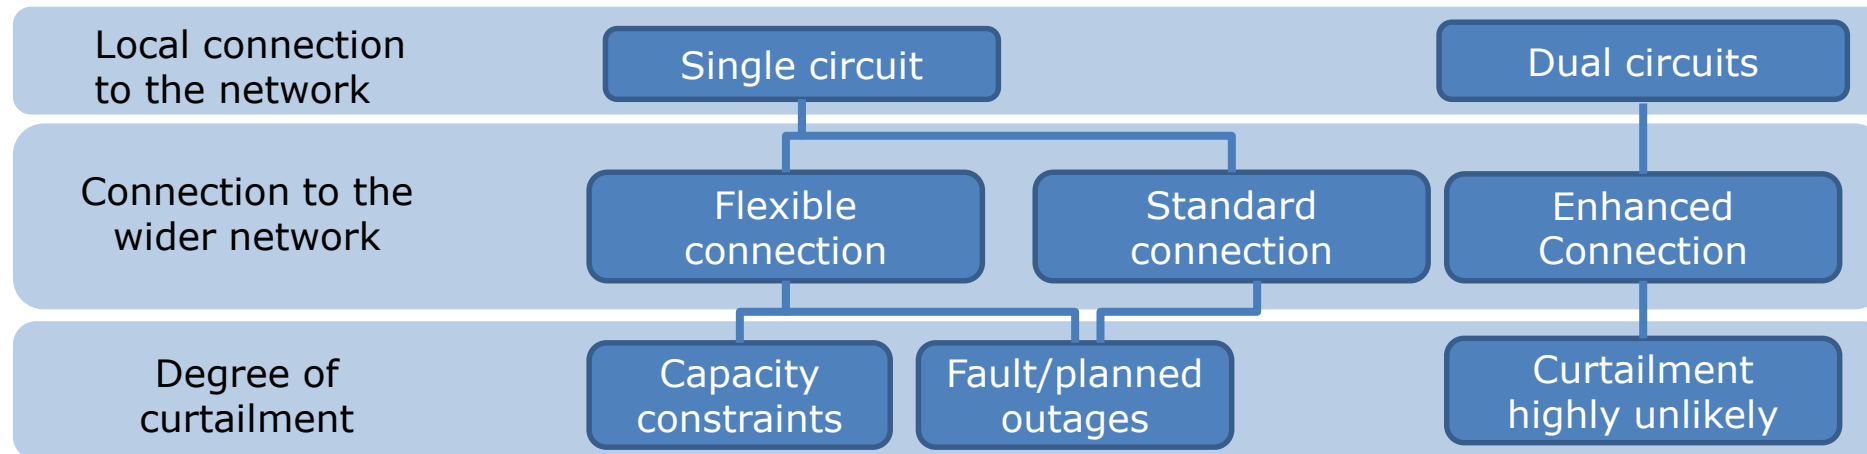 Local connection
to the network
Single circuit
Dual circuits
Connection to the
wider network
Flexible
connection
Standard
connection
Enhanced
Connection
Degree of
curtailment
Capacity
constraints
Fault/planned
outages
Curtailment
highly unlikely